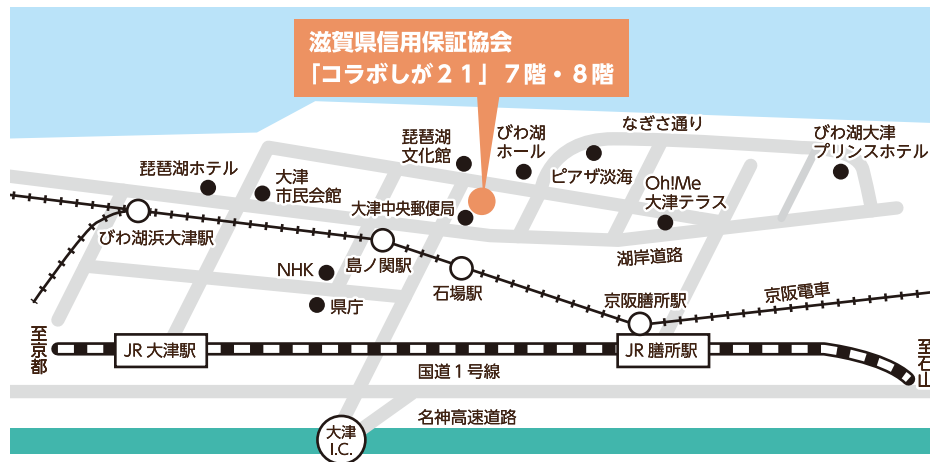 滋賀県信用保証協会
「コラボしが２１」７階・８階
なぎさ通り
琵琶湖
文化館
びわ湖
ホール
びわ湖大津
プリンスホテル
琵琶湖ホテル
大津
市民会館
ピアザ淡海
Oh!Me
大津テラス
大津中央郵便局
びわ湖浜大津駅
島ノ関駅
湖岸道路
NHK
石場駅
県庁
京阪膳所駅
京阪電車
至京都
JR 大津駅
JR 膳所駅
至石山
国道１号線
名神高速道路
大津
I.C.